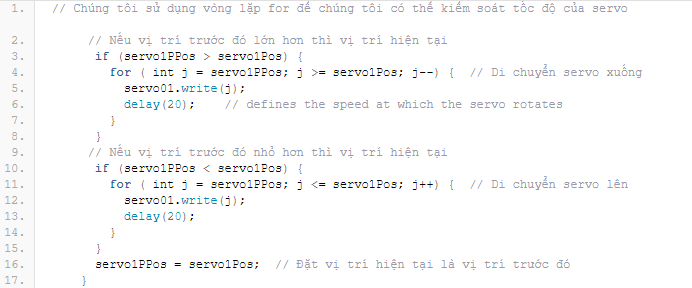 1. // Chúng tôi sử dụng vòng lặp for để chúng tôi có thể kiểm soát tốc độ của servo
2. // Nếu vị trí trước đó lớn hơn thì vị trí hiện tại
3. if (servo1PPos > servo1Pos) {
4. for ( int j = servo1PPos; j >= servo1Pos; j--) { // Di chuyển servo xuống
5. servo01.write(j);
6. delay(20); // defines the speed at which the servo rotates
7. }
8. }
9. // Nếu vị trí trước đó nhỏ hơn thì vị trí hiện tại
10. if (servo1PPos < servo1Pos) {
11. for ( int j = servo1PPos; j <= servo1Pos; j++) { // Di chuyển servo lên
12. servo01.write(j);
13. delay(20);
14. }
15. }
16. servo1PPos = servo1Pos; // Đặt vị trí hiện tại là vị trí trước đó
17. }